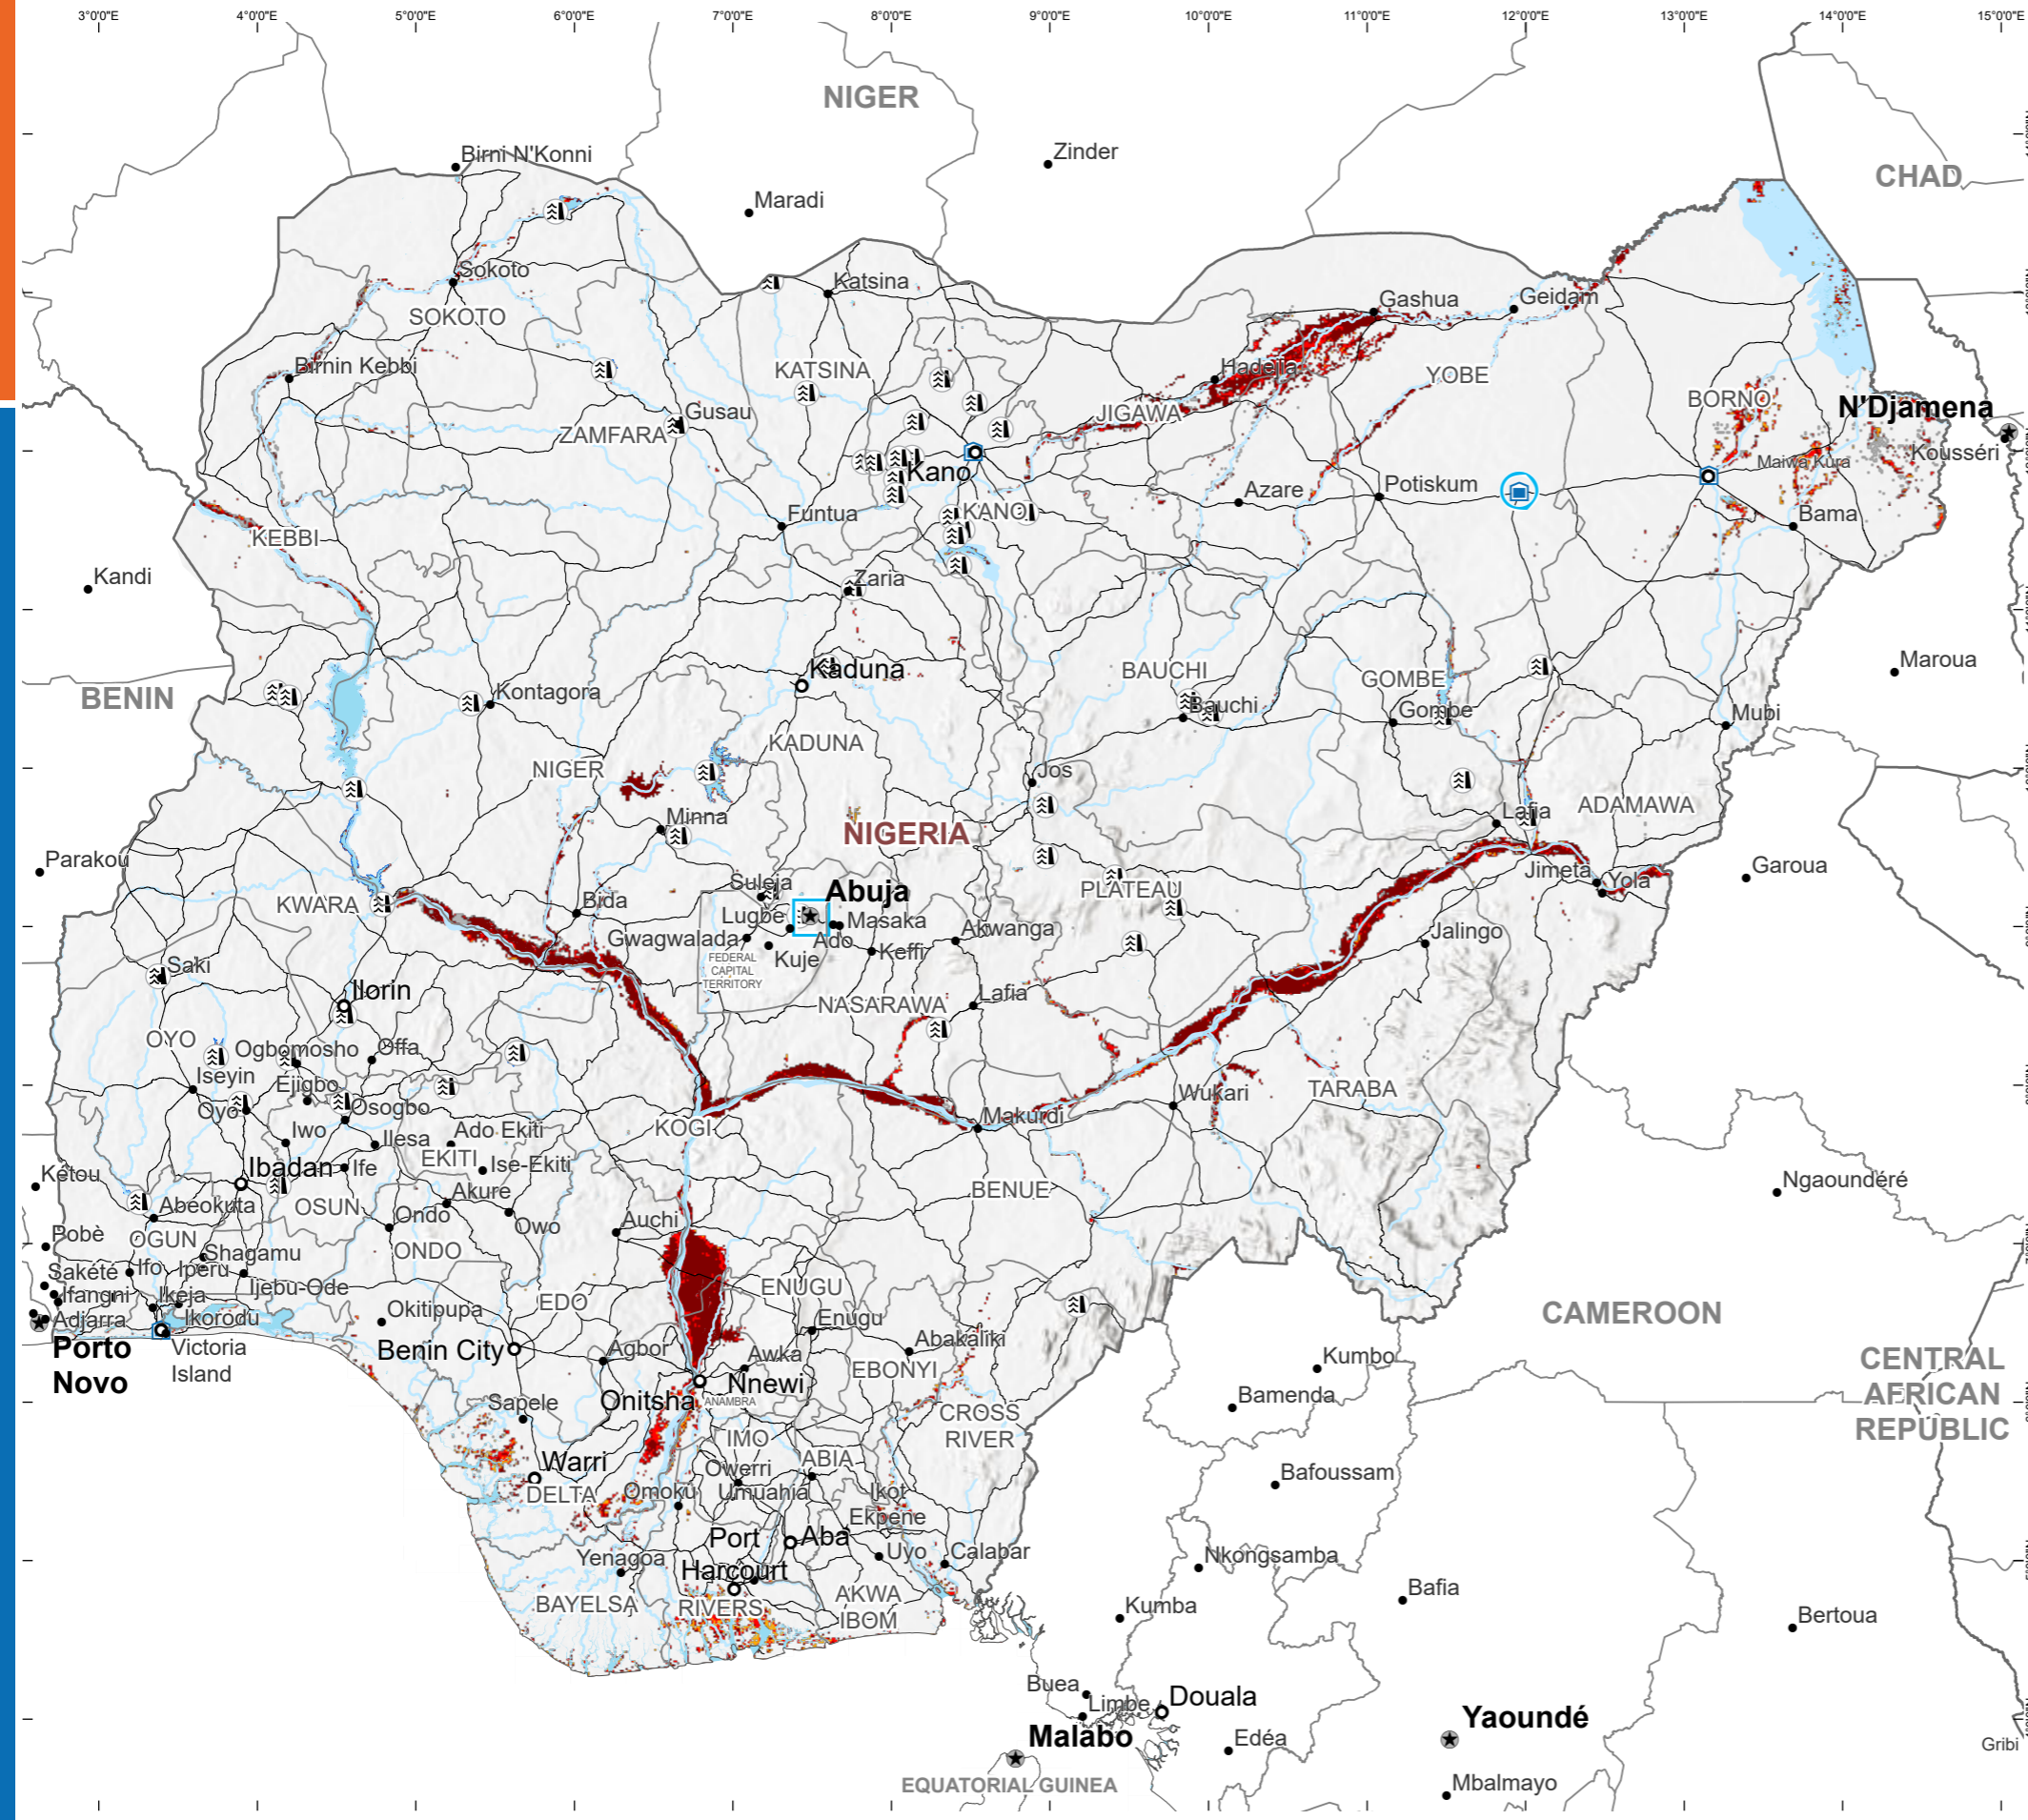 3°0'0"E
4°0'0"E
5°0'0"E
6°0'0"E
7°0'0"E
8°0'0"E
9°0'0"E
10°0'0"E
11°0'0"E
12°0'0"E
13°0'0"E
14°0'0"E
15°0'0"E
NIGER
Birni N'Konni
Zinder
CHAD
Maradi
Sokoto
Katsina
Gashua
Geidam
SOKOTO
Birnin Kebbi
KATSINA
Hadejia
YOBE
Gusau
JIGAWA
BORNO
N'Djamena
ZAMFARA
Kousséri
Maiwa Kura
Kano
Azare
Potiskum
Funtua
KANO
Bama
KEBBI
Kandi
Zaria
Maroua
BENIN
Kaduna
BAUCHI
GOMBE
Kontagora
Bauchi
Gombe
Mubi
KADUNA
NIGER
Jos
ADAMAWA
Minna
NIGERIA
Lafia
Parakou
Garoua
Jimeta
Yola
Suleja
Abuja
PLATEAU
KWARA
Bida
Lugbe
Masaka
Akwanga
Gwagwalada
Ado
Keffi
Jalingo
Kuje
FEDERAL
CAPITAL
TERRITORY
Saki
Ilorin
NASARAWA
Lafia
OYO
Ogbomosho
Offa
Iseyin
Ejigbo
Oyo
Osogbo
Wukari
TARABA
Makurdi
Iwo
Ilesa
Ado Ekiti
KOGI
EKITI
Ise-Ekiti
Ibadan
Ife
Kétou
Ngaoundéré
Abeokuta
OSUN
Akure
BENUE
Ondo
Owo
Auchi
Pobè
OGUN
ONDO
Shagamu
Sakété
Ifo
Iperu
Ijebu-Ode
Ifangni
Ikeja
EDO
ENUGU
Adjarra
Ikorodu
Okitipupa
Enugu
CAMEROON
Porto
Novo
Victoria
Island
Benin City
Agbor
Awka
Abakaliki
Kumbo
CENTRAL
AFRICAN
REPUBLIC
EBONYI
Nnewi
Onitsha
ANAMBRA
Bamenda
Sapele
CROSS
RIVER
IMO
ABIA
Warri
Owerri
Bafoussam
DELTA
Omoku
Umuahia
Ikot
Ekpene
Port
Harcourt
Aba
Yenagoa
Uyo
Calabar
Nkongsamba
BAYELSA
RIVERS
AKWA
IBOM
Bafia
Kumba
Bertoua
Buea
Limbe
Douala
Malabo
Edéa
Yaoundé
Gribi
EQUATORIAL GUINEA
Mbalmayo